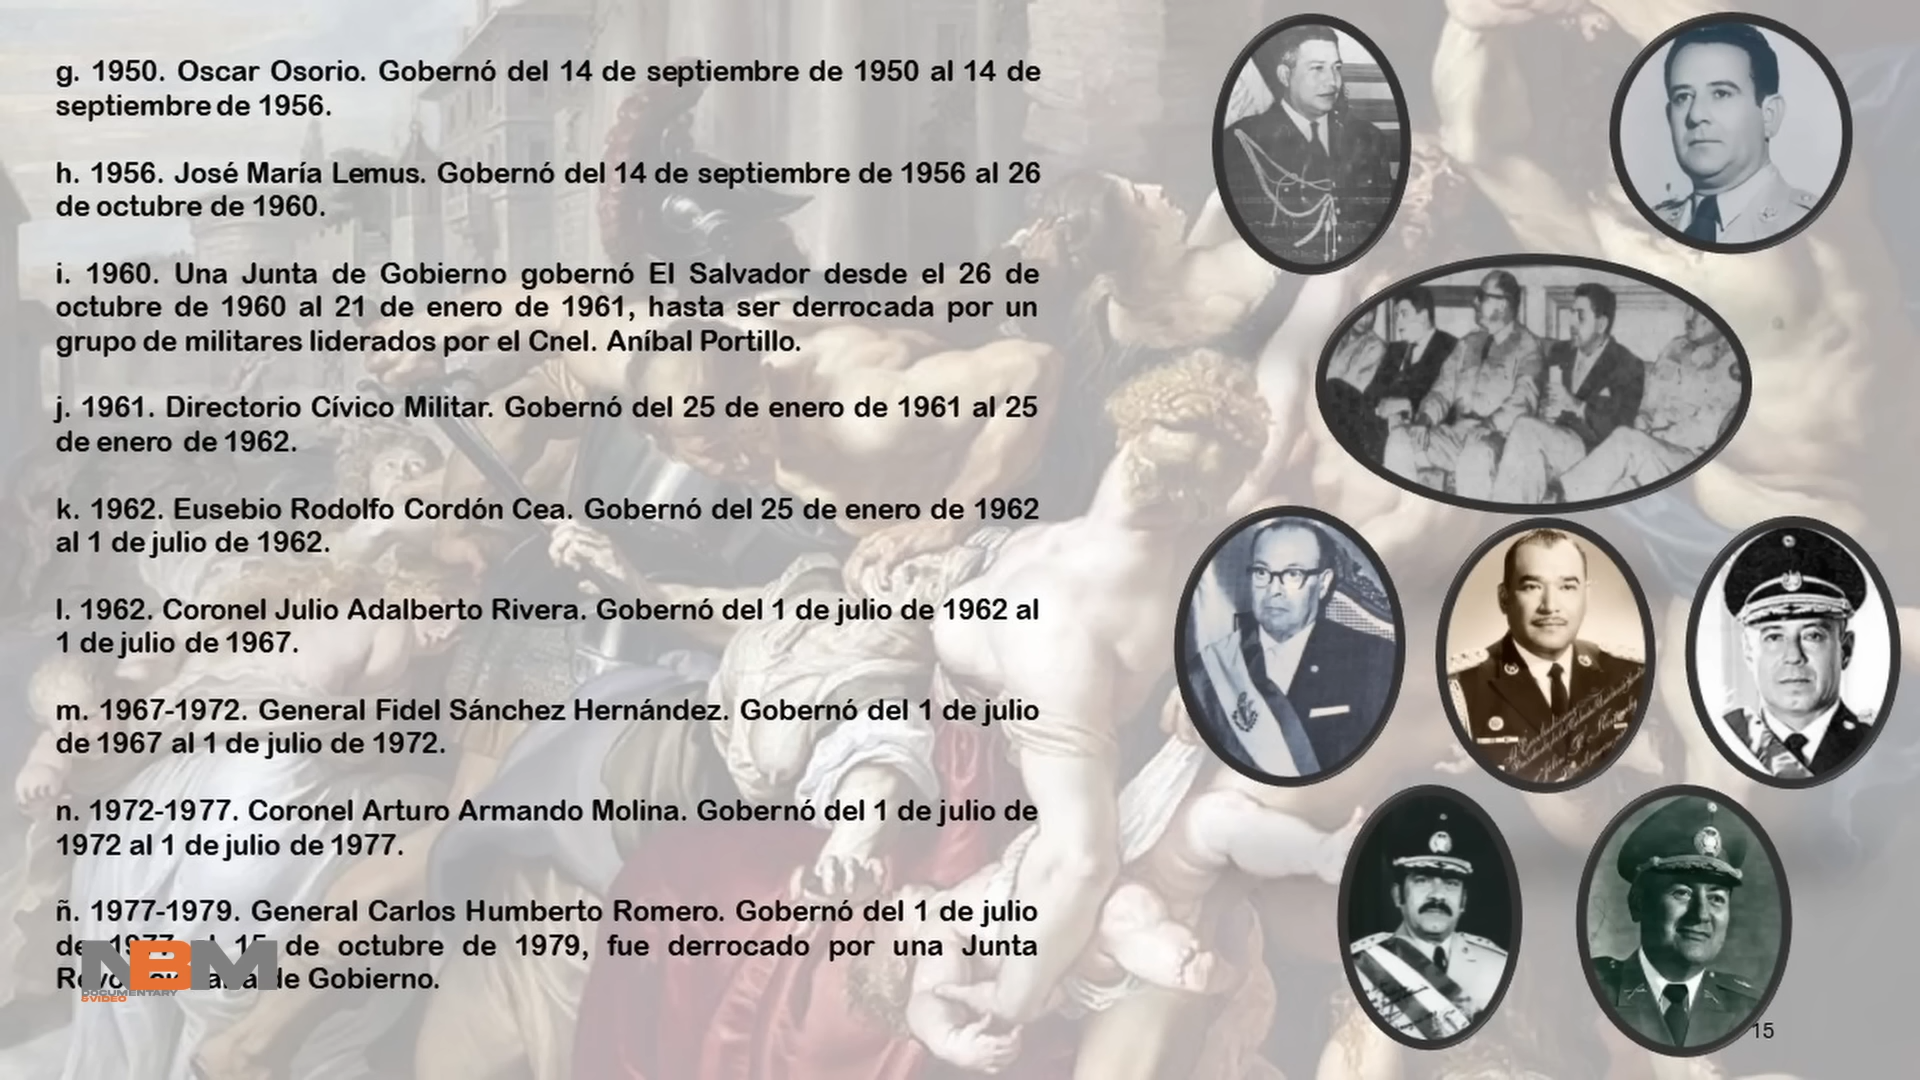 g. 1950. Oscar Osorio. Gobernó del 14 de septiembre de 1950 al 14 de
septiembre de 1956.
h. 1956. José María Lemus. Gobernó del 14 de septiembre de 1956 al 26
de octubre de 1960.
i. 1960. Una Junta de Gobierno gobernó El Salvador desde el 26 de
octubre de 1960 al 21 de enero de 1961, hasta ser derrocada por un
grupo de militares liderados por el Cnel. Aníbal Portillo.
j. 1961. Directorio Cívico Militar. Gobernó del 25 de enero de 1961 al 25
de enero de 1962.
k. 1962. Eusebio Rodolfo Cordón Cea. Gobernó del 25 de enero de 1962
al 1 de julio de 1962.
l. 1962. Coronel Julio Adalberto Rivera. Gobernó del 1 de julio de 1962 al
1 de julio de 1967.
m. 1967-1972. General Fidel Sánchez Hernández. Gobernó del 1 de julio
de 1967 al 1 de julio de 1972.
n. 1972-1977. Coronel Arturo Armando Molina. Gobernó del 1 de julio de
1972 al 1 de julio de 1977.
ñ. 1977-1979. General Carlos Humberto Romero. Gobernó del 1 de julio
de 1977 al 15 de octubre de 1979, fue derrocado por una Junta
de Gobierno.
NBM
DOCUMENTARY
&VIDEO
15